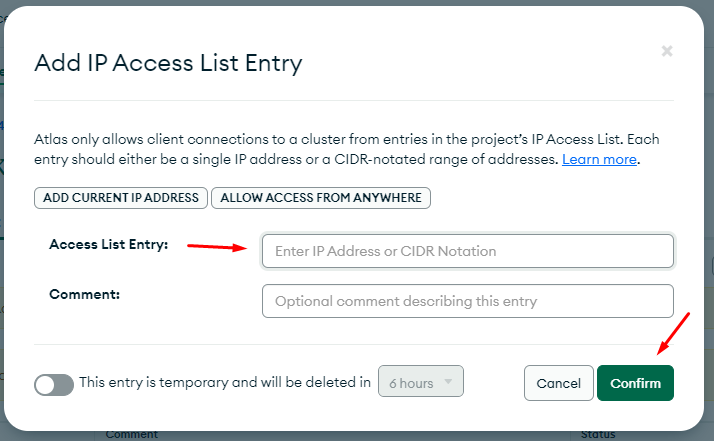 Add IP Access List Entry
×
Atlas only allows client connections to a cluster from entries in the project's IP Access List. Each
entry should either be a single IP address or a CIDR-notated range of addresses. Learn more.
ADD CURRENT IP ADDRESS ALLOW ACCESS FROM ANYWHERE
Access List Entry: Enter IP Address or CIDR Notation
Comment: Optional comment describing this entry
This entry is temporary and will be deleted in 6 hours Cancel Confirm
Comment Status